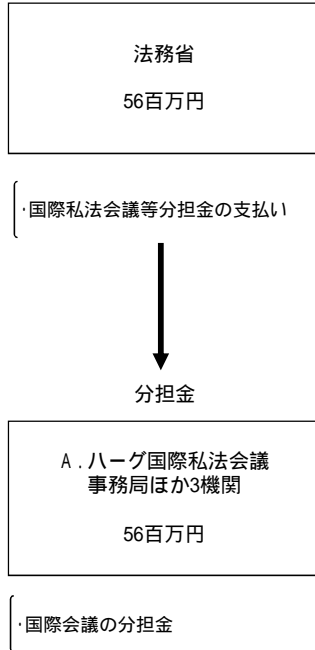 法務省
56百万円
･国際私法会議等分担金の支払い
分担金
A．ハーグ国際私法会議
事務局ほか3機関
56百万円
･国際会議の分担金